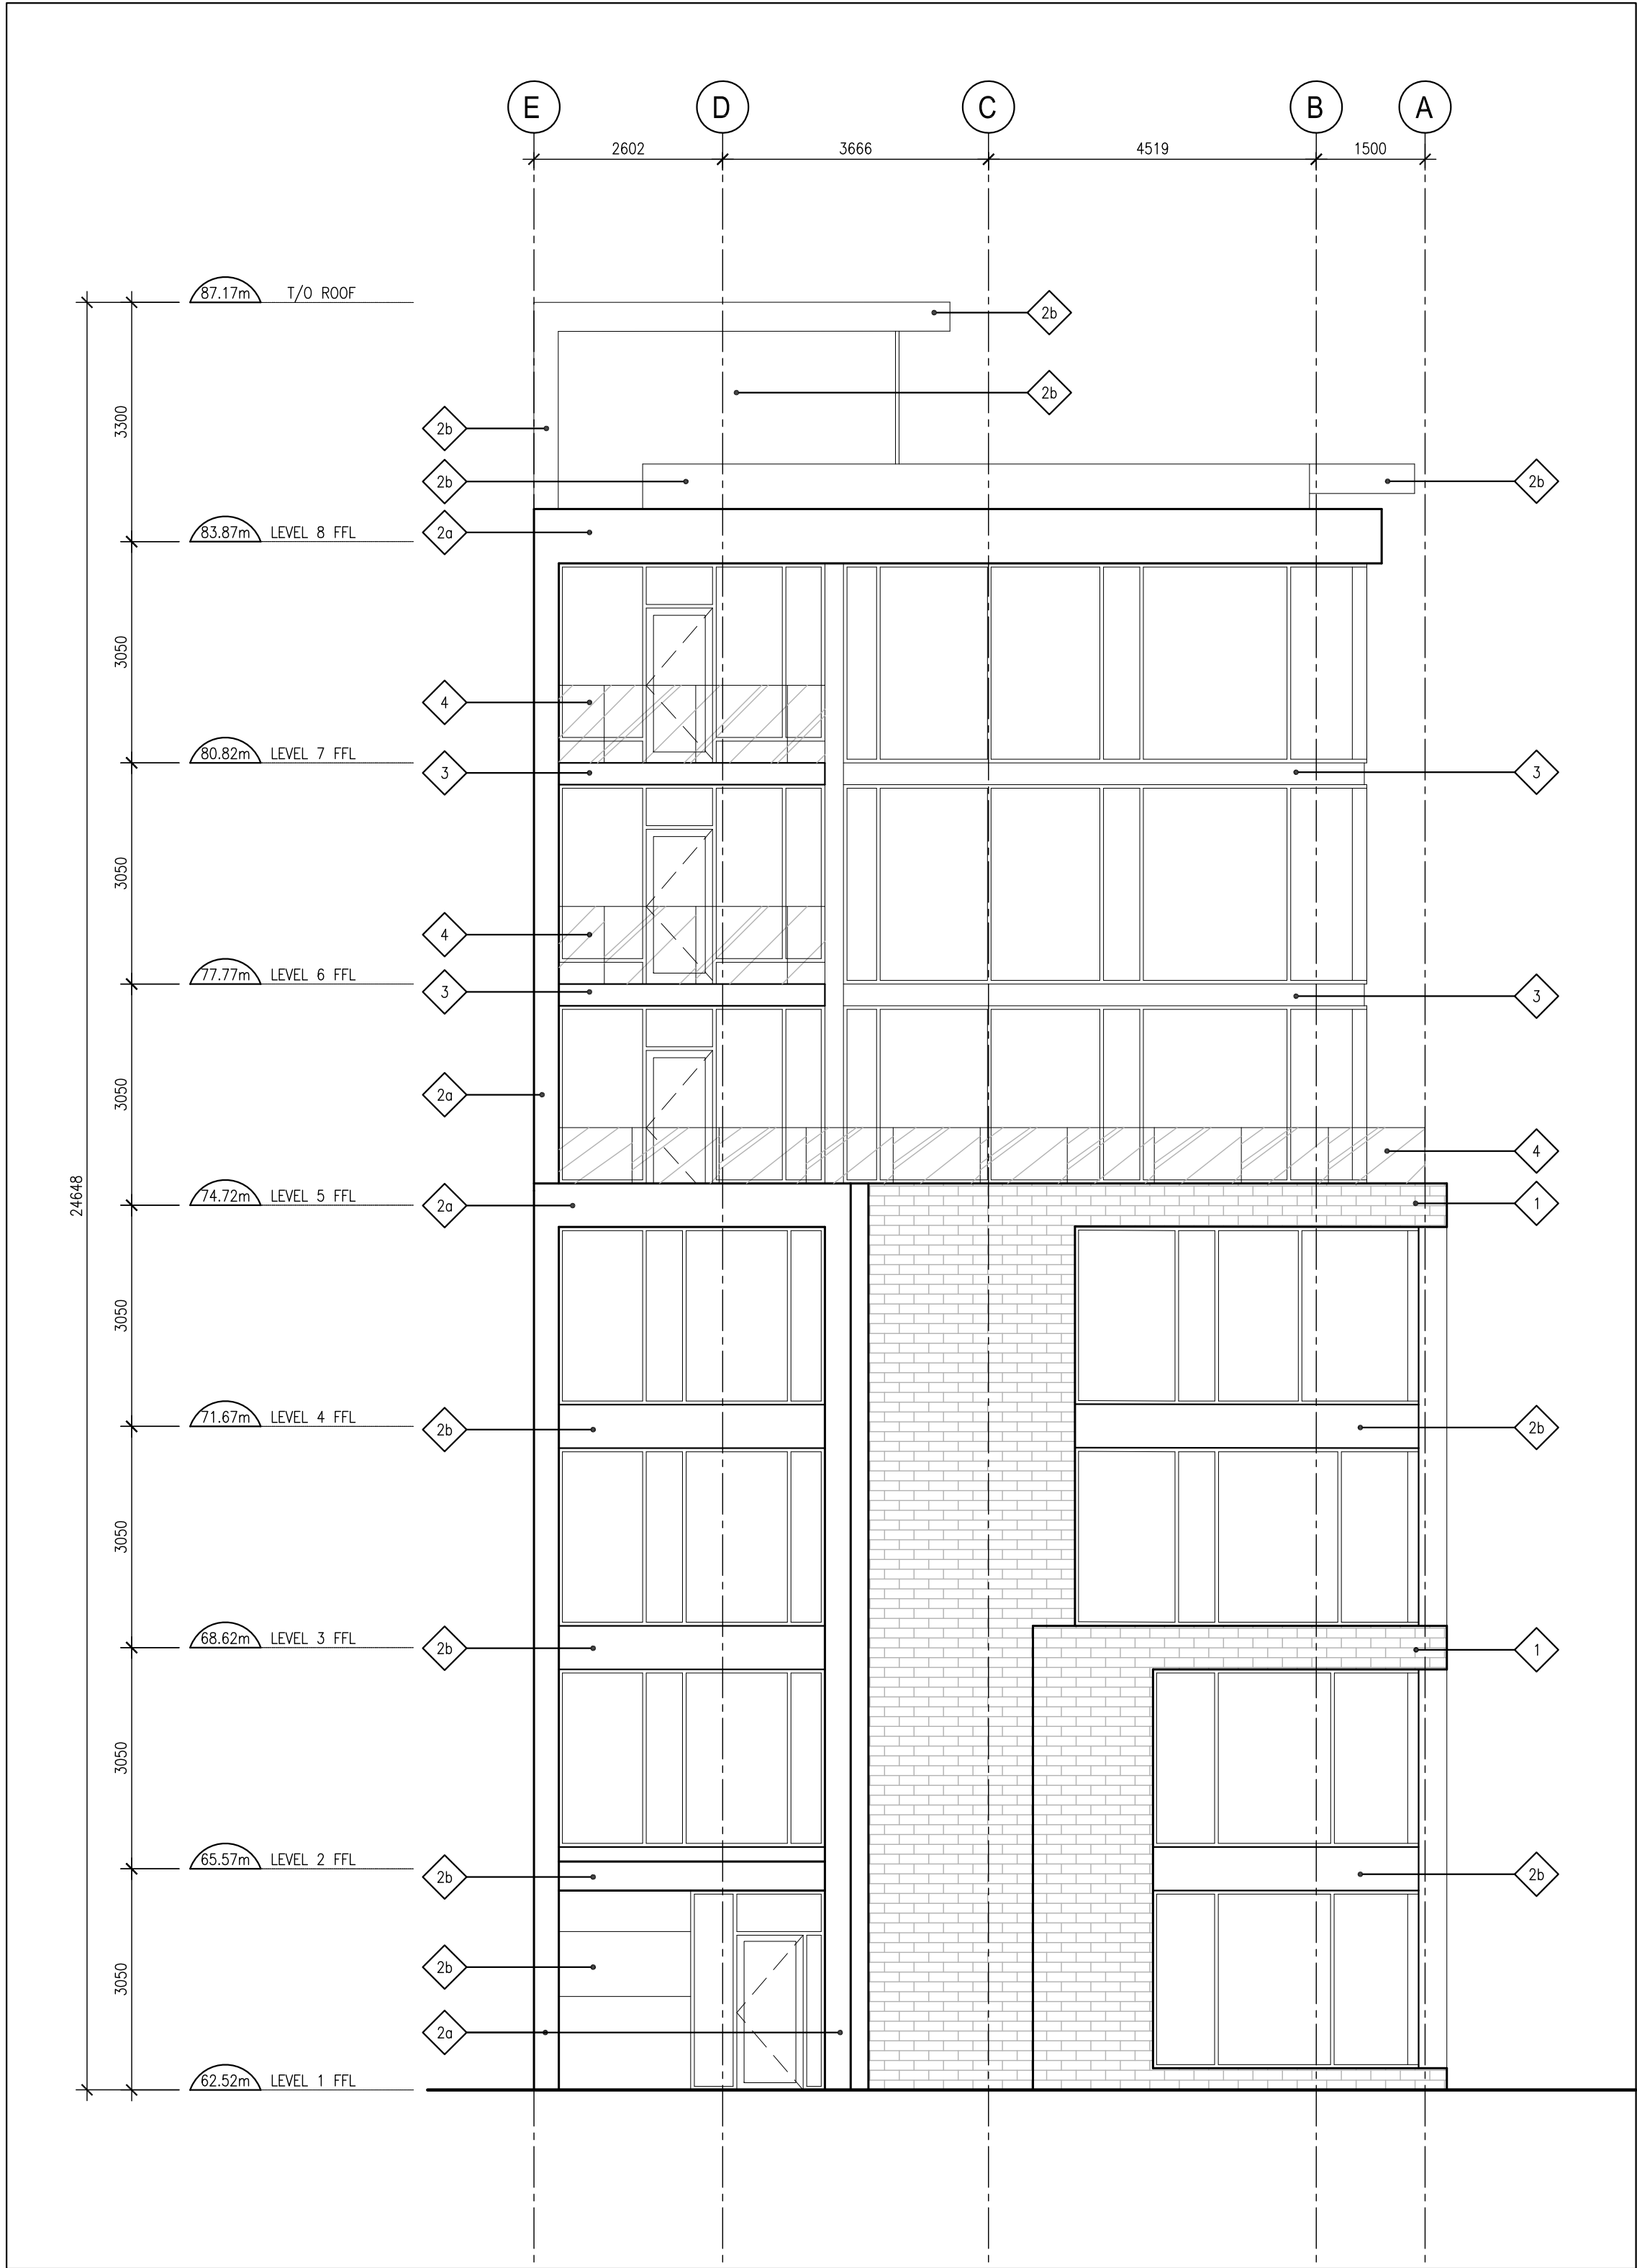 E D C B A
2602 3666 4519 1500
87.17m T/O ROOF
2b
2b
3300
2b
2b 2b
83.87m LEVEL 8 FFL 2a
3050
4
80.82m LEVEL 7 FFL
3 3
3050
4
77.77m LEVEL 6 FFL
3 3
3050
2a
4
24648
74.72m LEVEL 5 FFL 2a 1
3050
71.67m LEVEL 4 FFL 2b 2b
3050
68.62m LEVEL 3 FFL 2b 1
3050
65.57m LEVEL 2 FFL 2b 2b
2b
3050
2a
62.52m LEVEL 1 FFL